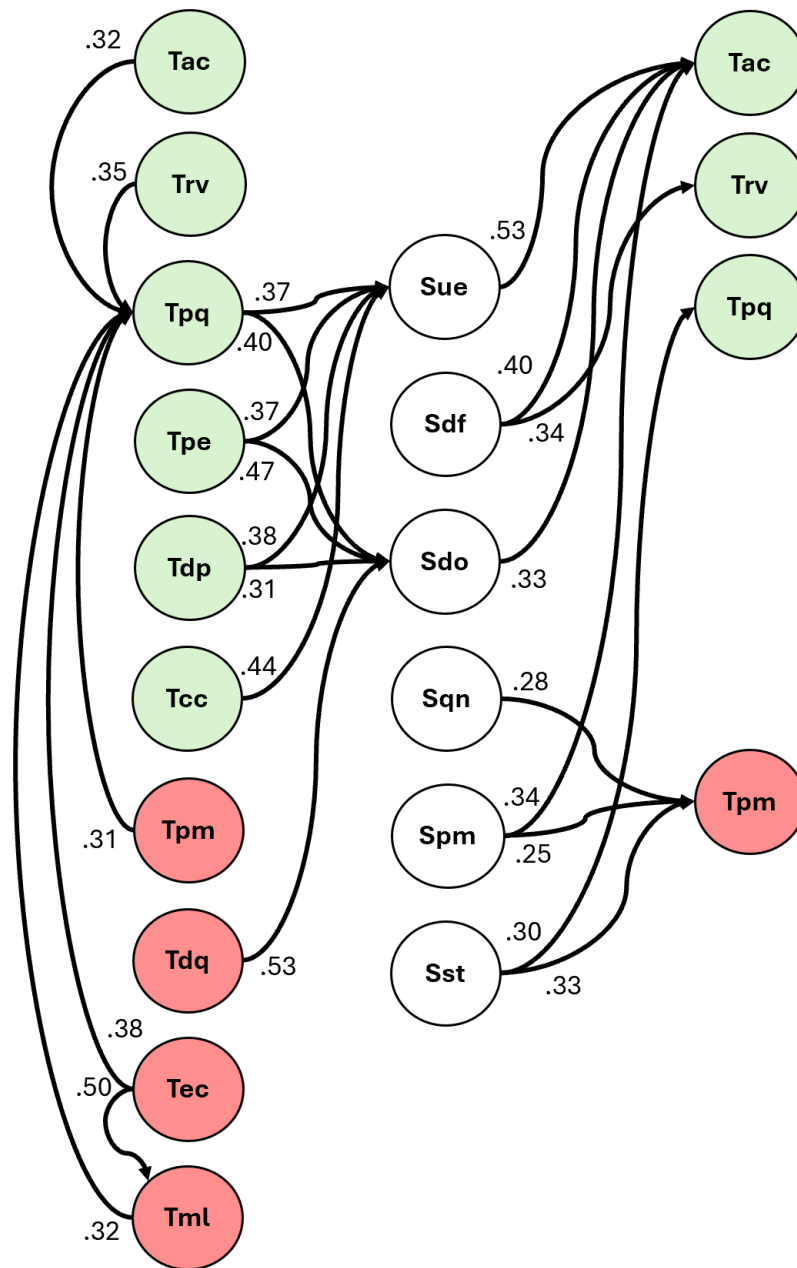 .32
Tac
Tac
.35
Trv
Trv
.53
.37
Sue
Tpq
Tpq
.40
.40
.37
Sdf
.34
Tpe
.47
.38
Sdo
Tdp
.31
.33
.44
.28
Tcc
Sqn
.34
Tpm
Tpm
.31
Spm
.25
.30
Tdq
.53
Sst
.33
.38
.50
Tec
Tml
.32